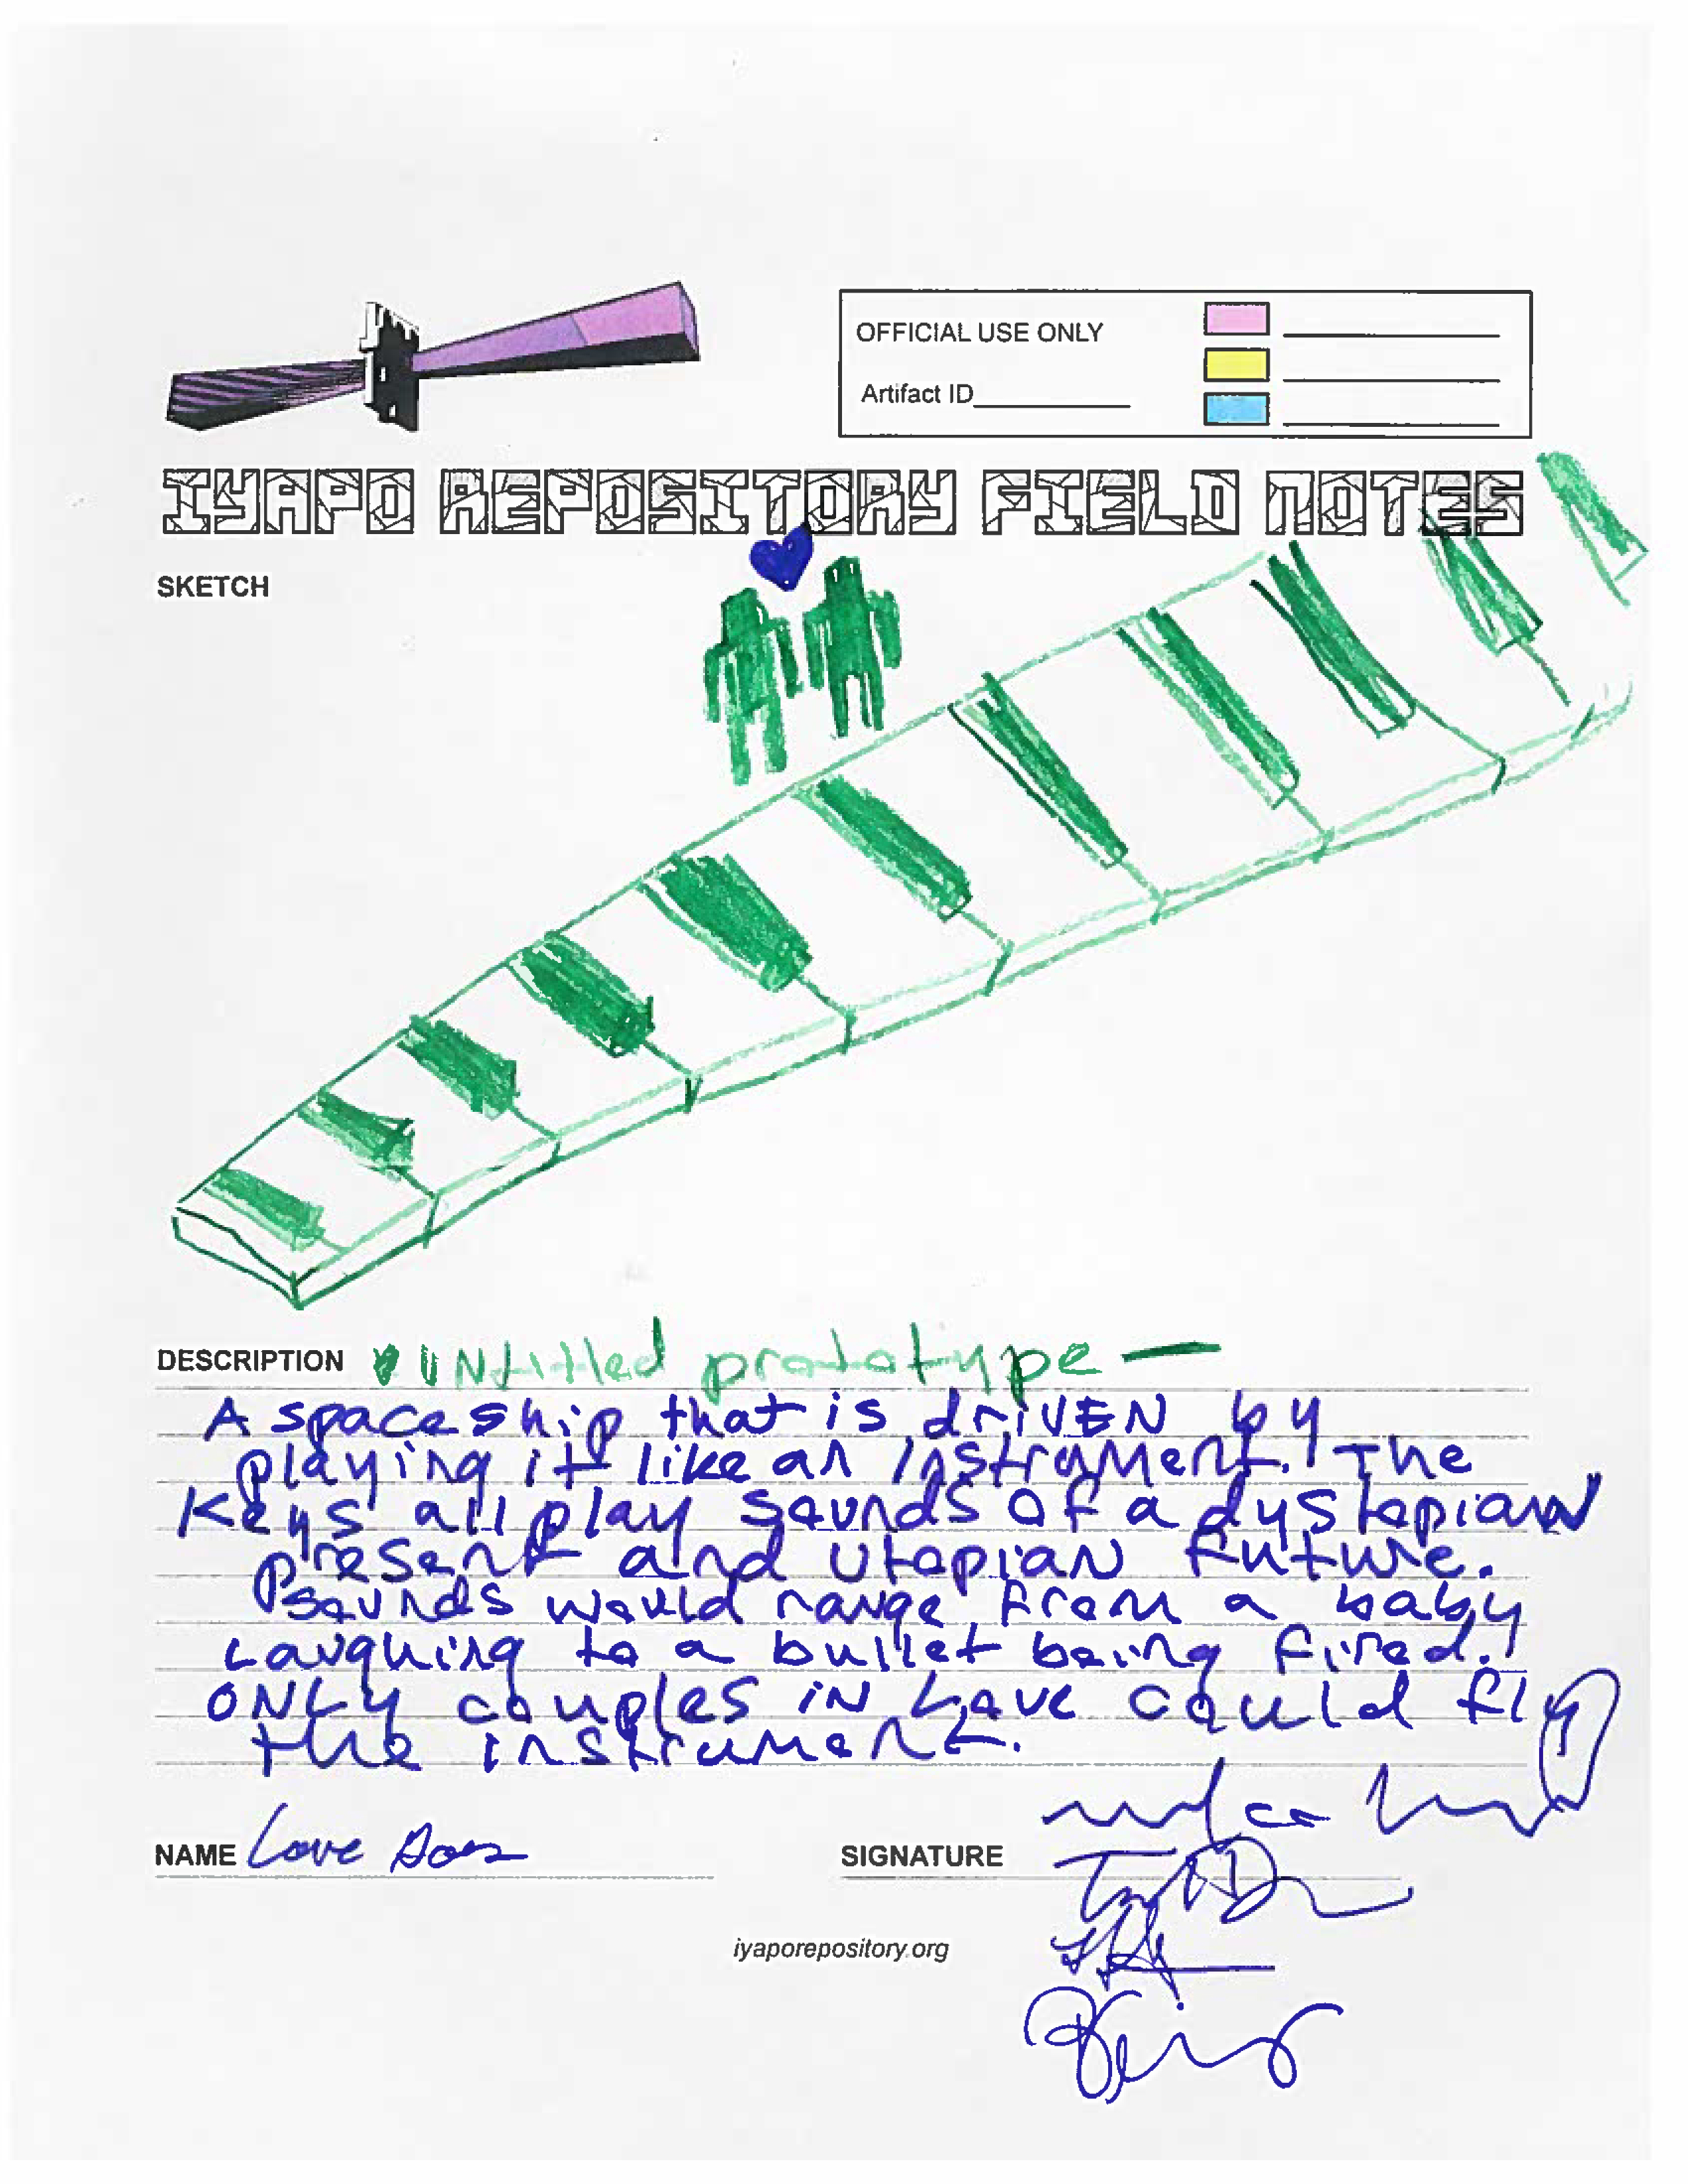 OFFICIAL USE ONLY
Artifact ID
IYAPO REPOSITORY FIELD NOTES
SKETCH
DESCRIPTION UNtitled prototype —
A spaceship that is driVEN by
playing it like an instrument. The
Keys all play sounds of a dystopian
present and utopian future.
Sounds would range from a baby
Laughing to a bullet being fired.
ONLY couples iN Love could fly
the instrument.
NAME Love
SIGNATURE
iyaporepository.org